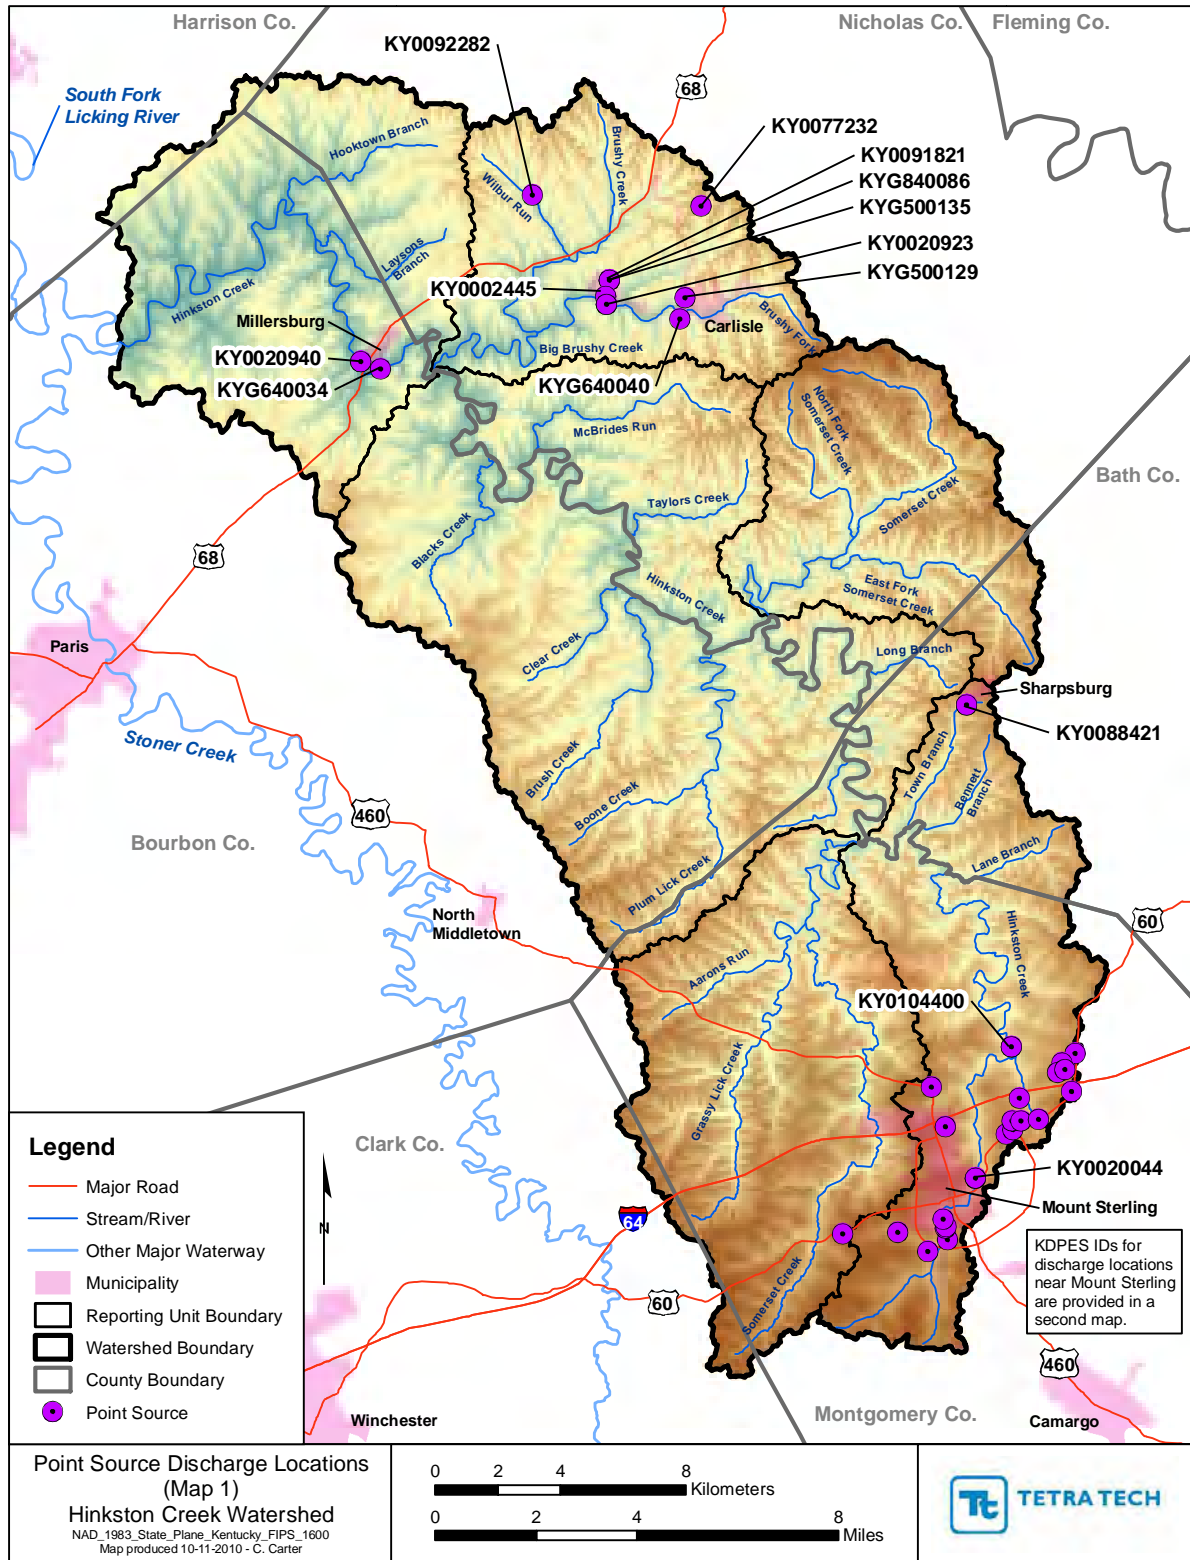 Harrison Co.
Nicholas Co.
Fleming Co.
KY0092282
68
South Fork
Licking River
Hooktown Branch
Brushy
Creek
KY0077232
KY0091821
KYG840086
KYG500135
KY0020923
KYG500129
Wilbur Run
Laysons
Branch
KY0002445
Hinkston Creek
Millersburg
Carlisle
Brushy Fork
Big Brushy Creek
KY0020940
KYG640034
KYG640040
McBrides Run
North Fork
Somerset Creek
Bath Co.
Taylors Creek
Somerset Creek
Blacks Creek
68
Hinkston Creek
East Fork
Somerset Creek
Paris
Clear Creek
Long Branch
Sharpsburg
KY0088421
Stoner Creek
Brush Creek
Town Branch
Bennett
Branch
Boone Creek
460
Bourbon Co.
Lane Branch
Plum Lick Creek
North
Middletown
Hinkston Creek
60
Aarons Run
KY0104400
Grassy Lick Creek
Clark Co.
KY0020044
Mount Sterling
64
Somerset Creek
60
KDPES IDs for
discharge locations
near Mount Sterling
are provided in a
second map.
460
Winchester
Montgomery Co.
Camargo
Legend
Major Road
Stream/River
Other Major Waterway
Municipality
Reporting Unit Boundary
Watershed Boundary
County Boundary
Point Source
N
Point Source Discharge Locations
(Map 1)
Hinkston Creek Watershed
NAD_1983_State_Plane_Kentucky_FIPS_1600
Map produced 10-11-2010 - C. Carter
0 2 4 8
Kilometers
0 2 4 8
Miles
Tt
TETRA TECH